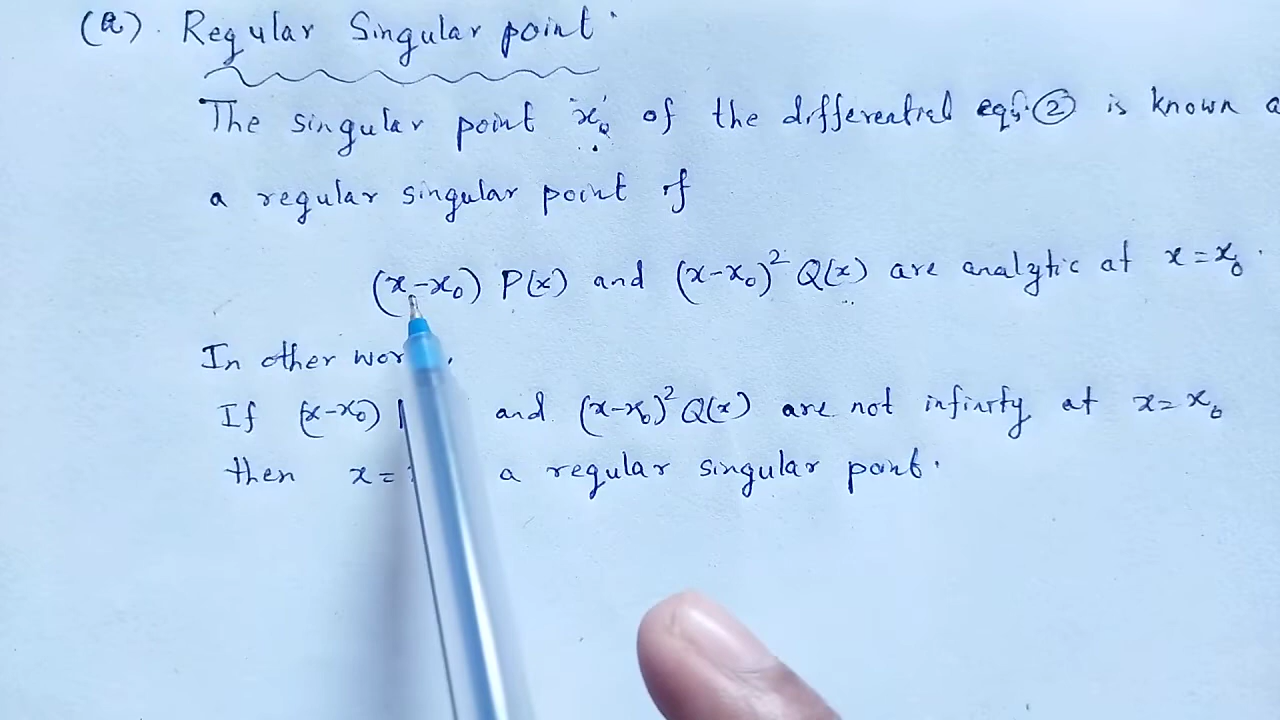 (a). Regular Singular point
The singular point 'x₀' of the differential eqn. ② is known a
a regular singular point of
(x-x₀) P(x) and (x-x₀)² Q(x) are analytic at x = x₀.
In other wor
If (x-x₀) and (x-x₀)² Q(x) are not infinity at x = x₀
then x = a regular singular point.